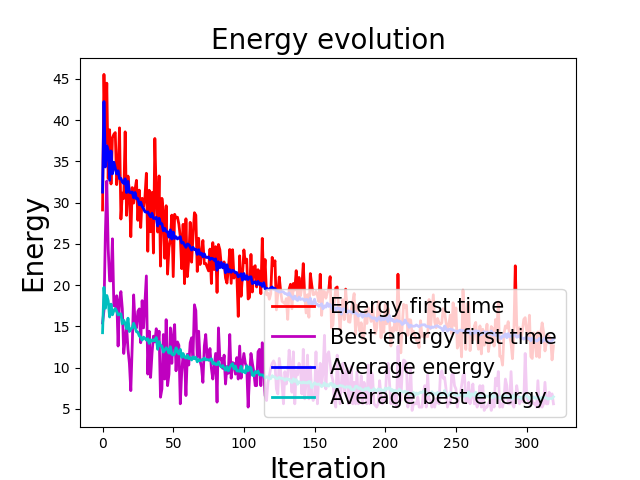 Energy evolution
Energy
45
40
35
30
25
20
15
10
5
Energy first time
Best energy first time
Average energy
Average best energy
0
50
100
150
200
250
300
Iteration